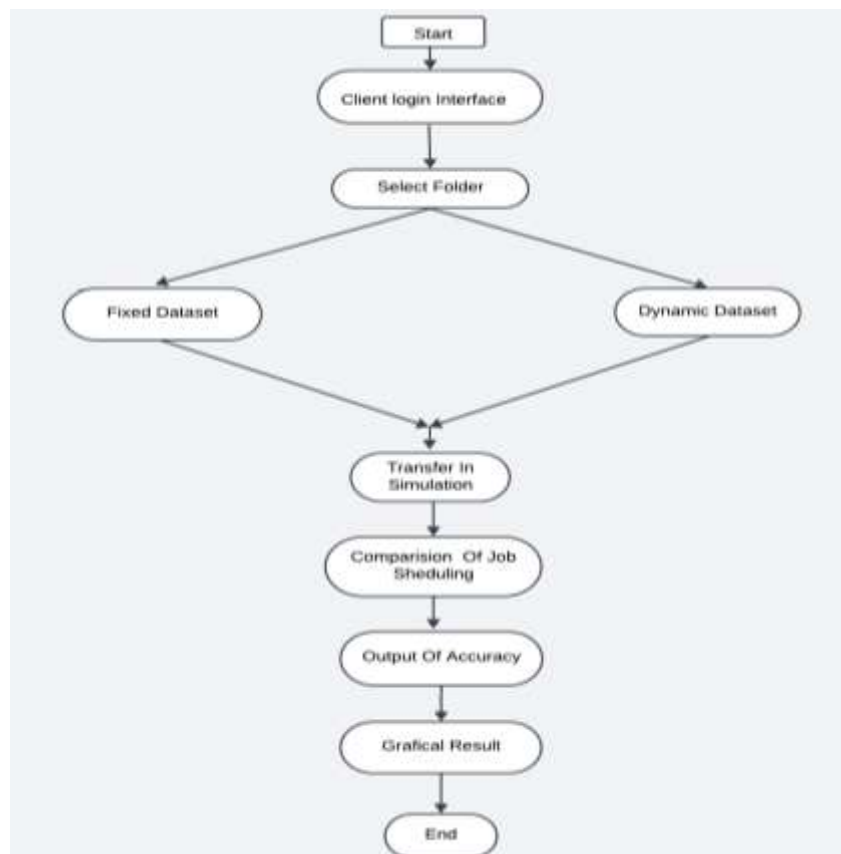 Start
Client login Interface
Select Folder
Fixed Dataset
Dynamic Dataset
Transfer In
Simulation
Comparision Of Job
Sheduling
Output Of Accuracy
Grafical Result
End